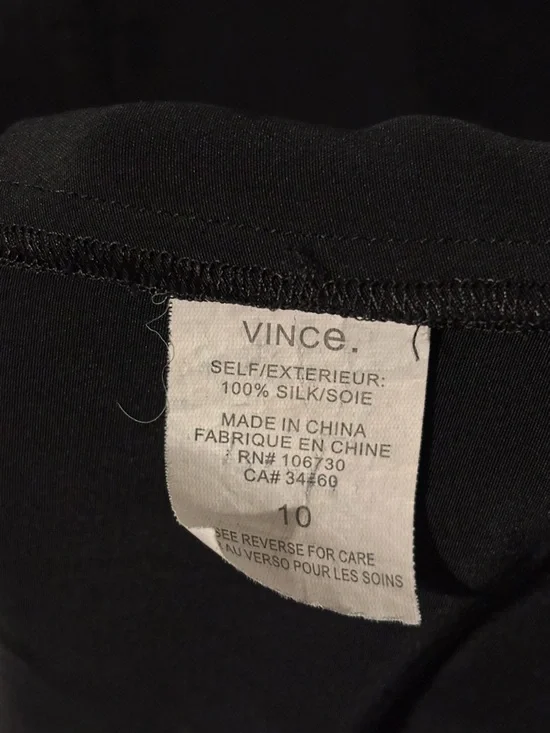 VINCe.
SELF/EXTERIEUR:
100% SILK/SOIE
MADE IN CHINA
FABRIQUE EN CHINE
RN# 106730
CA#
10
SEE REVERSE FOR CARE
AU VERSO POUR LES SOINS